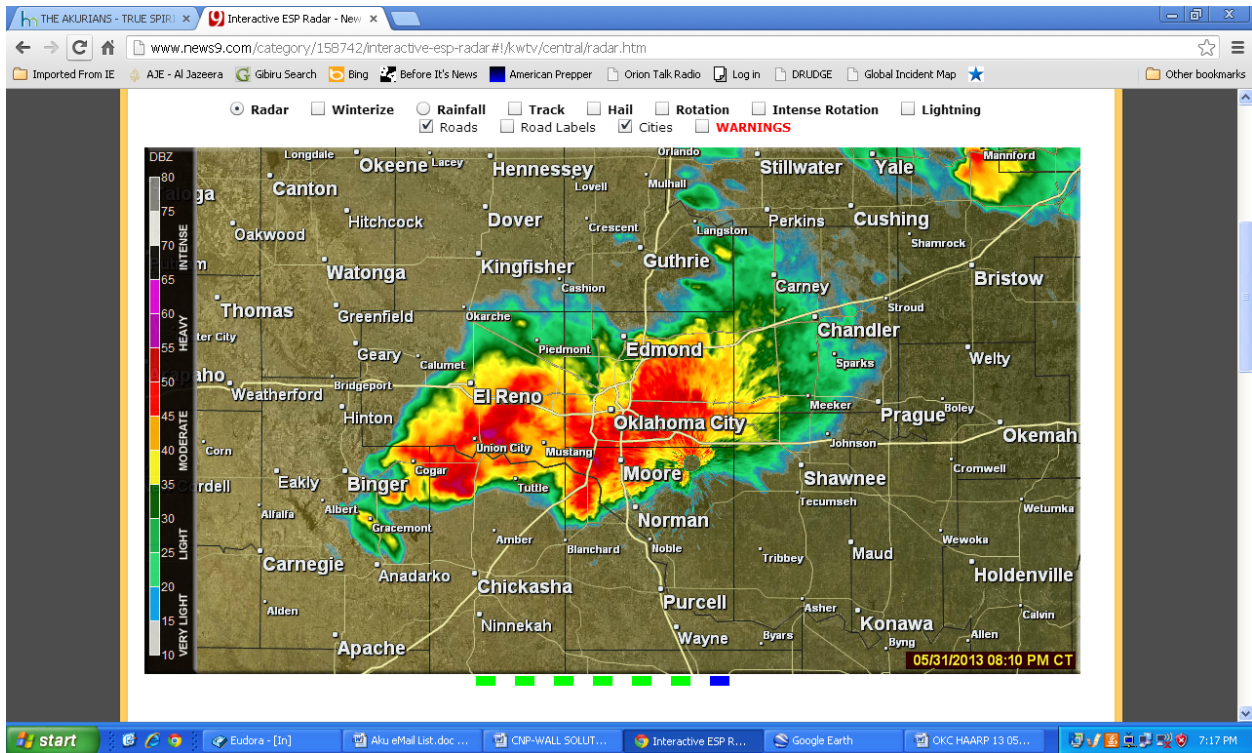 THE AKURIANS - TRUE SPIRI
Interactive ESP Radar - New
www.news9.com/category/158742/interactive-esp-radar#!/kwtv/central/radar.htm
Imported From IE AJE - Al Jazeera Gibiru Search Bing Before It's News American Prepper Orion Talk Radio Log in DRUDGE Global Incident Map Other bookmarks
Radar Winterize Rainfall Track Hail Rotation Intense Rotation Lightning
Roads Road Labels Cities WARNINGS
DBZ
80
75
70
65
60
55
50
45
40
35
30
25
20
15
10
INTENSE
HEAVY
MODERATE
LIGHT
VERY LIGHT
Longdale Okeene Lacey Hennessey Orlando Stillwater Yale Mannford
Canton Lovell Mulhall
Hitchcock Dover Crescent Langston Perkins Cushing
Oakwood Shamrock
Watonga Kingfisher Guthrie Bristow
Cashion Carney
Thomas Greenfield Okarche Stroud
ter City Chandler
Geary Calumet Piedmont Edmond Sparks Welty
aho Weatherford Bridgeport El Reno Meeker Prague Boley
Hinton Oklahoma City Okemah
Corn Union City Mustang Johnson
Cogar Moore Cromwell
rdell Eakly Binger Tuttle Shawnee
Alfalfa Albert Gracemont Norman Tecumseh Wetumka
Amber Blanchard Noble Wewoka
Carnegie Anadarko Tribbey Maud Holdenville
Chickasha
Alden Purcell Asher Calvin
Ninnekah Konawa
Apache Wayne Byars Byng Allen
05/31/2013 08:10 PM CT
start Eudora - [In] Aku eMail List.doc ... CNP-WALL SOLUT... Interactive ESP R... Google Earth OKC HAARP 13 05... 7:17 PM